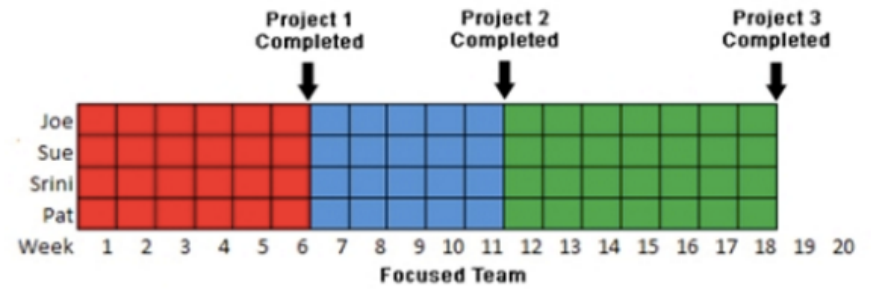 Project 1 Project 2 Project 3
Completed Completed Completed
Joe
Sue
Srini
Pat
Week 1 2 3 4 5 6 7 8 9 10 11 12 13 14 15 16 17 18 19 20
Focused Team